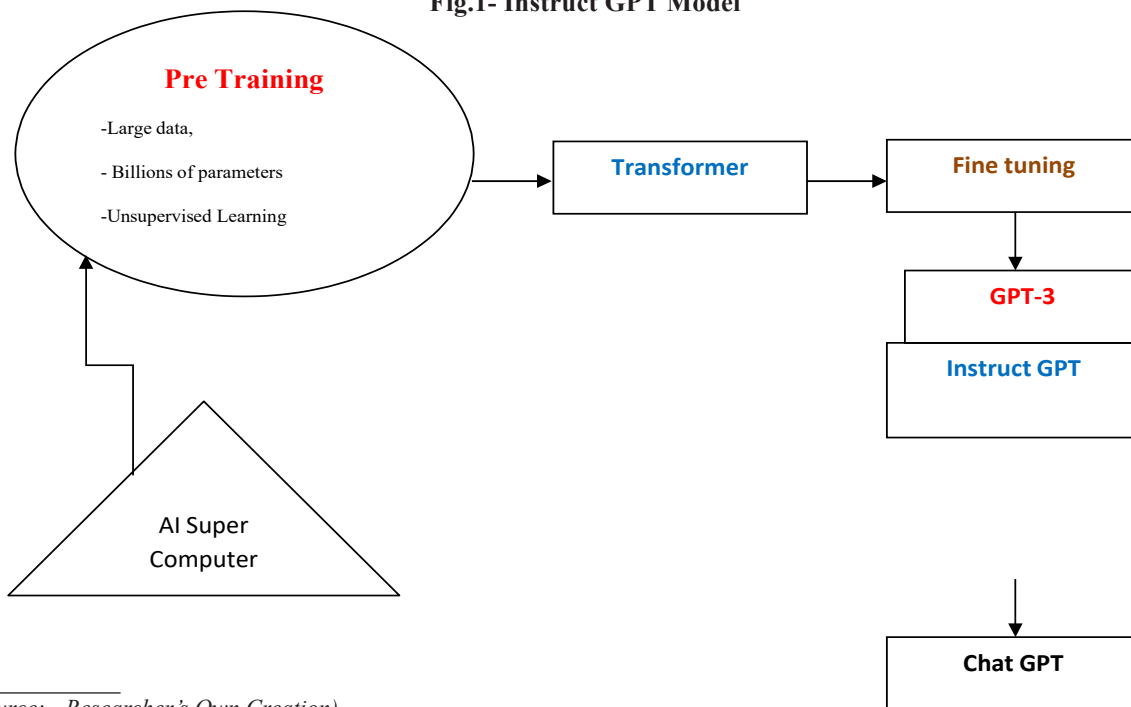 Fig.1- Instruct GPT Model
Pre Training
-Large data,
- Billions of parameters
-Unsupervised Learning
Transformer
Fine tuning
GPT-3
Instruct GPT
AI Super
Computer
Chat GPT
Researcher's Own Creation)